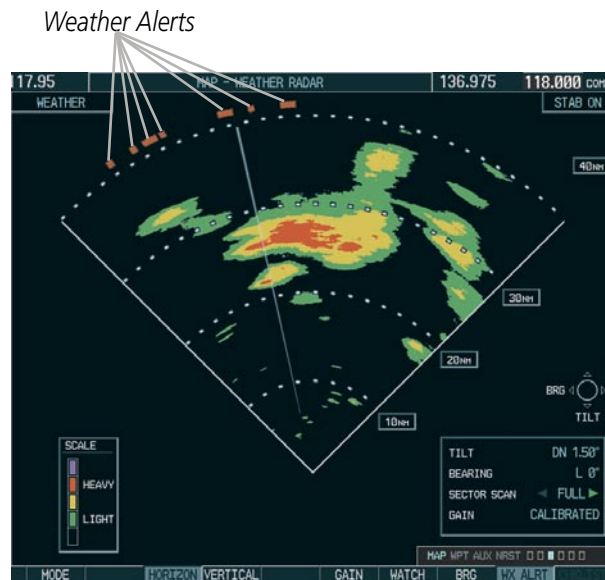 Weather Alerts
17.95
MAP - WEATHER RADAR
136.975
118.000 COM
WEATHER
STAB ON
40NM
30NM
20NM
10NM
BRG
TILT
SCALE
HEAVY
LIGHT
TILT DN 1.50°
BEARING L 0°
SECTOR SCAN FULL
GAIN CALIBRATED
MAP WPT AUX NRST
MODE HORIZON VERTICAL GAIN WATCH BRG WX ALRT